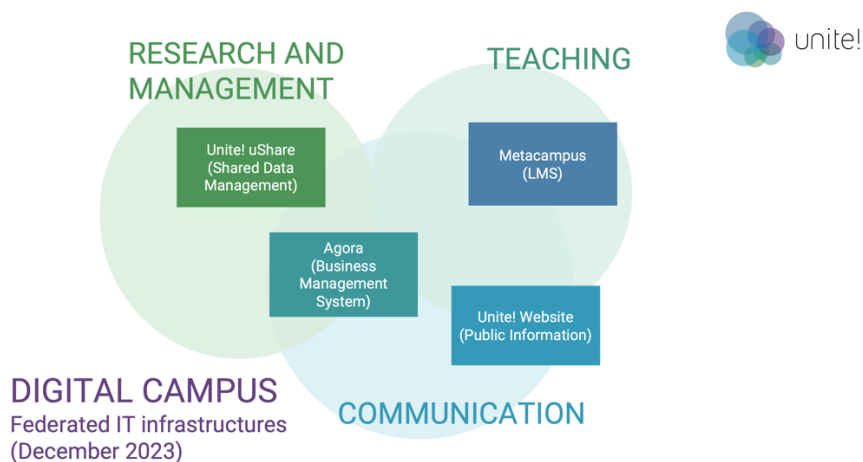 RESEARCH AND
MANAGEMENT
TEACHING
unite!
Unite! uShare
(Shared Data
Management)
Metacampus
(LMS)
Agora
(Business
Management
System)
Unite! Website
(Public Information)
DIGITAL CAMPUS
Federated IT infrastructures
(December 2023)
COMMUNICATION